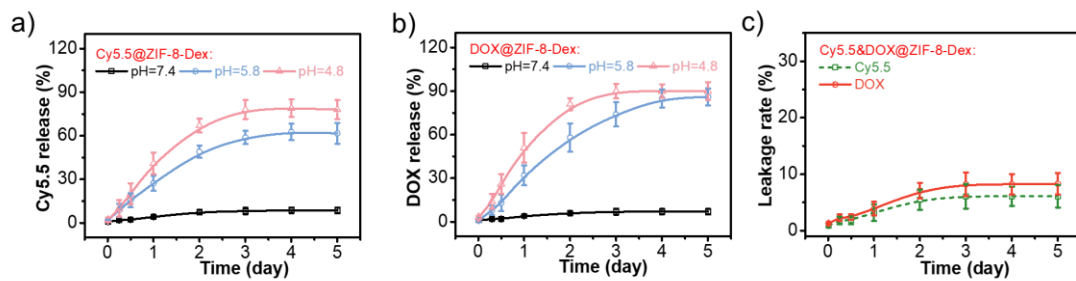 a)
Cy5.5@ZIF-8-Dex:
pH=7.4 pH=5.8 pH=4.8
Cy5.5 release (%)
120
90
60
30
0
0 1 2 3 4 5
Time (day)
b)
DOX@ZIF-8-Dex:
pH=7.4 pH=5.8 pH=4.8
DOX release (%)
120
90
60
30
0
0 1 2 3 4 5
Time (day)
c)
Cy5.5&DOX@ZIF-8-Dex:
Cy5.5
DOX
Leakage rate (%)
30
20
10
0
0 1 2 3 4 5
Time (day)